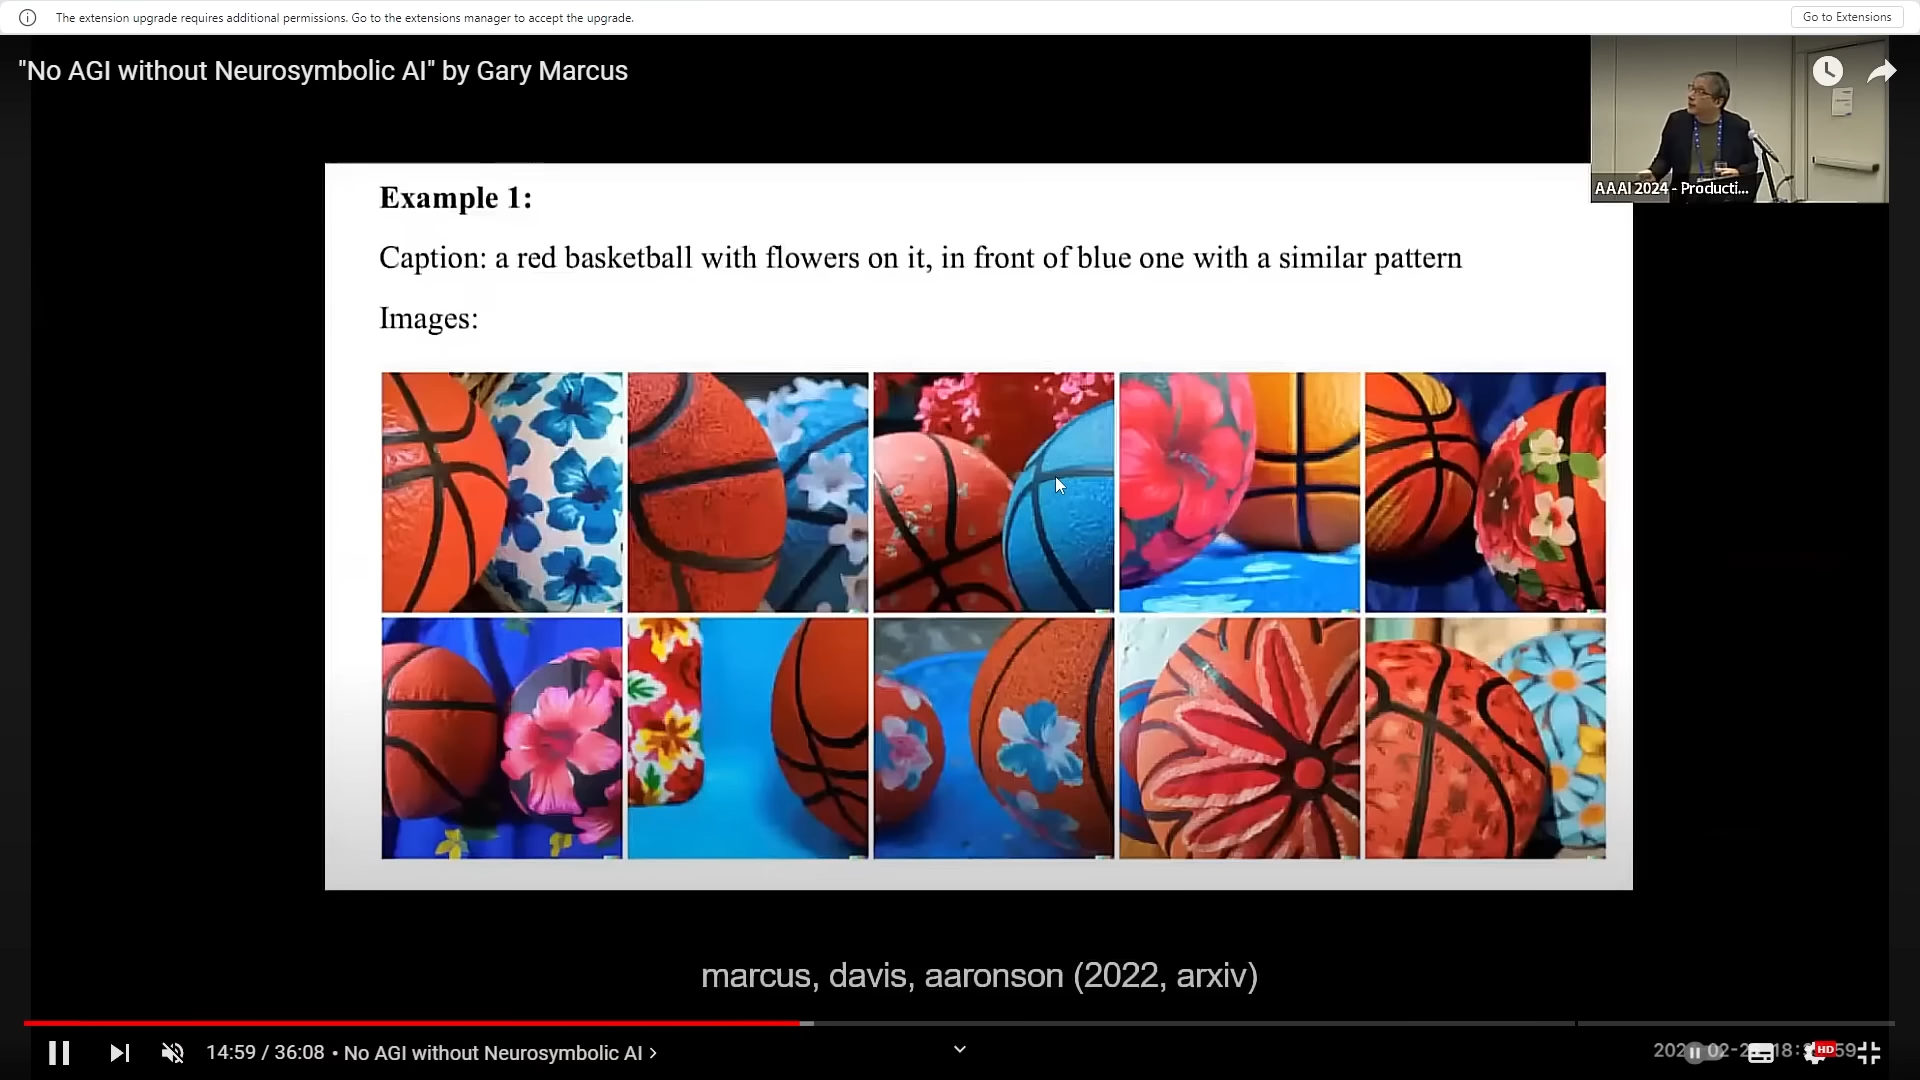 The extension upgrade requires additional permissions. Go to the extensions manager to accept the upgrade.
Go to Extensions
"No AGI without Neurosymbolic AI" by Gary Marcus
AAAI 2024 - Producti...
Example 1:
Caption: a red basketball with flowers on it, in front of blue one with a similar pattern
Images:
marcus, davis, aaronson (2022, arxiv)
14:59 / 36:08 • No AGI without Neurosymbolic AI >
HD